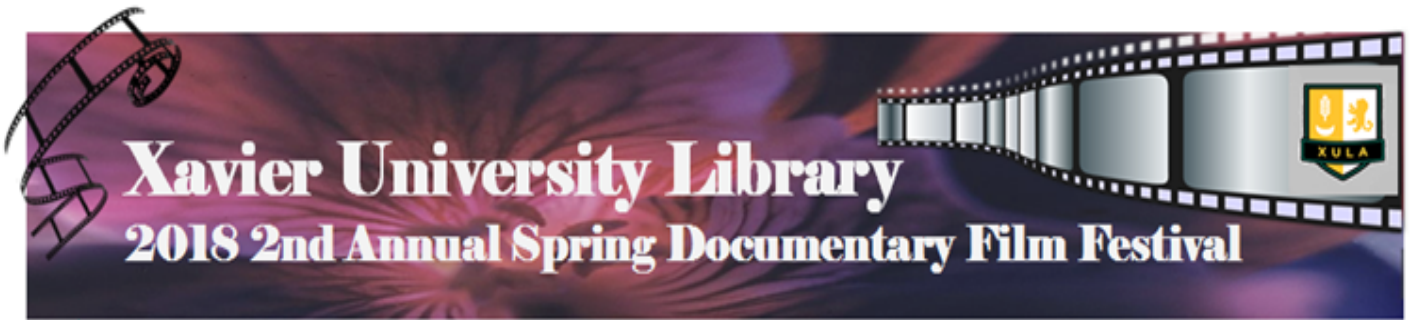 Xavier University Library
2018 2nd Annual Spring Documentary Film Festival
XULA